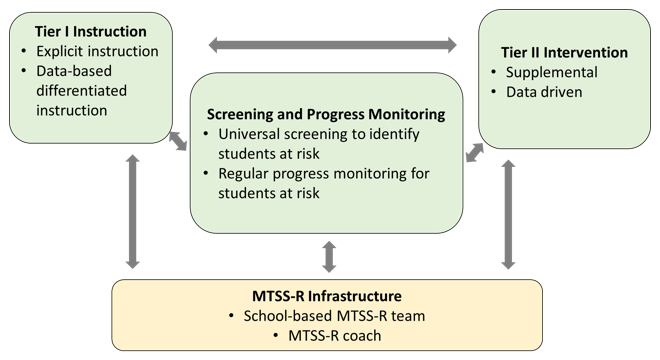 Tier I Instruction
• Explicit instruction
• Data-based
differentiated
instruction
Tier II Intervention
• Supplemental
• Data driven
Screening and Progress Monitoring
• Universal screening to identify
students at risk
• Regular progress monitoring for
students at risk
MTSS-R Infrastructure
• School-based MTSS-R team
• MTSS-R coach